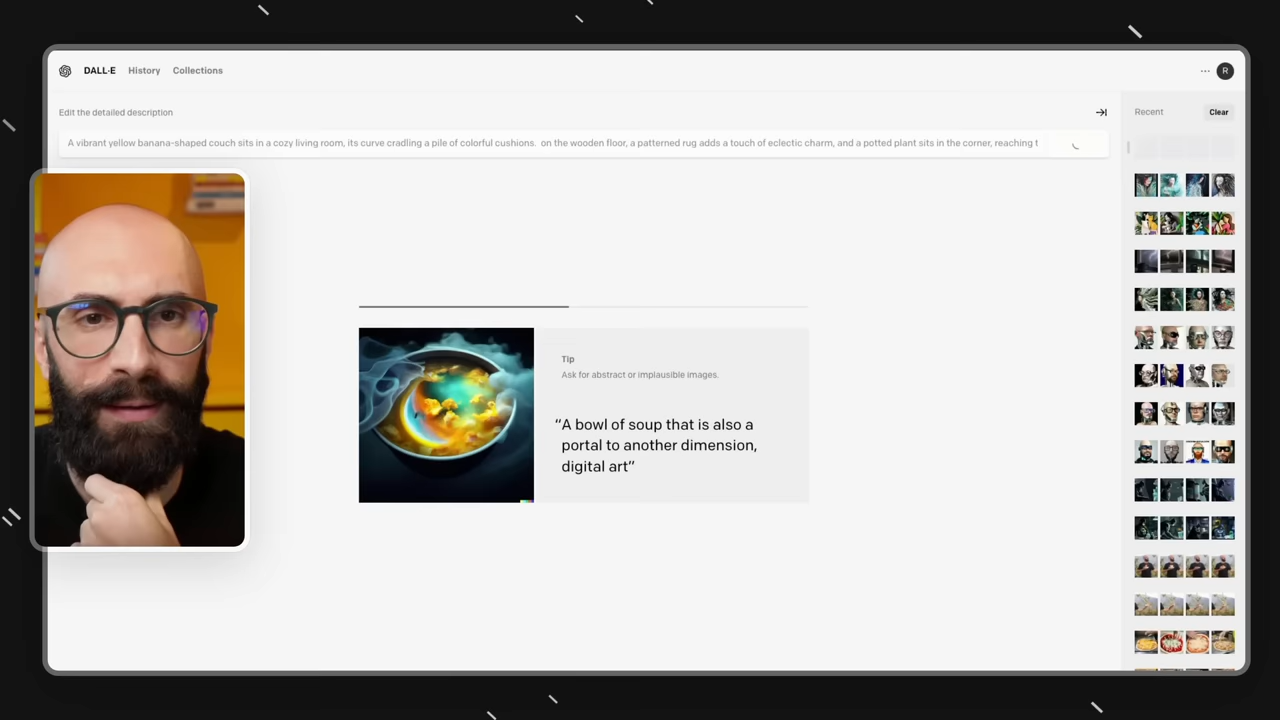 DALL·E History Collections
··· R
Edit the detailed description
Recent Clear
A vibrant yellow banana-shaped couch sits in a cozy living room, its curve cradling a pile of colorful cushions. on the wooden floor, a patterned rug adds a touch of eclectic charm, and a potted plant sits in the corner, reaching t
Tip
Ask for abstract or implausible images.
“A bowl of soup that is also a
portal to another dimension,
digital art”